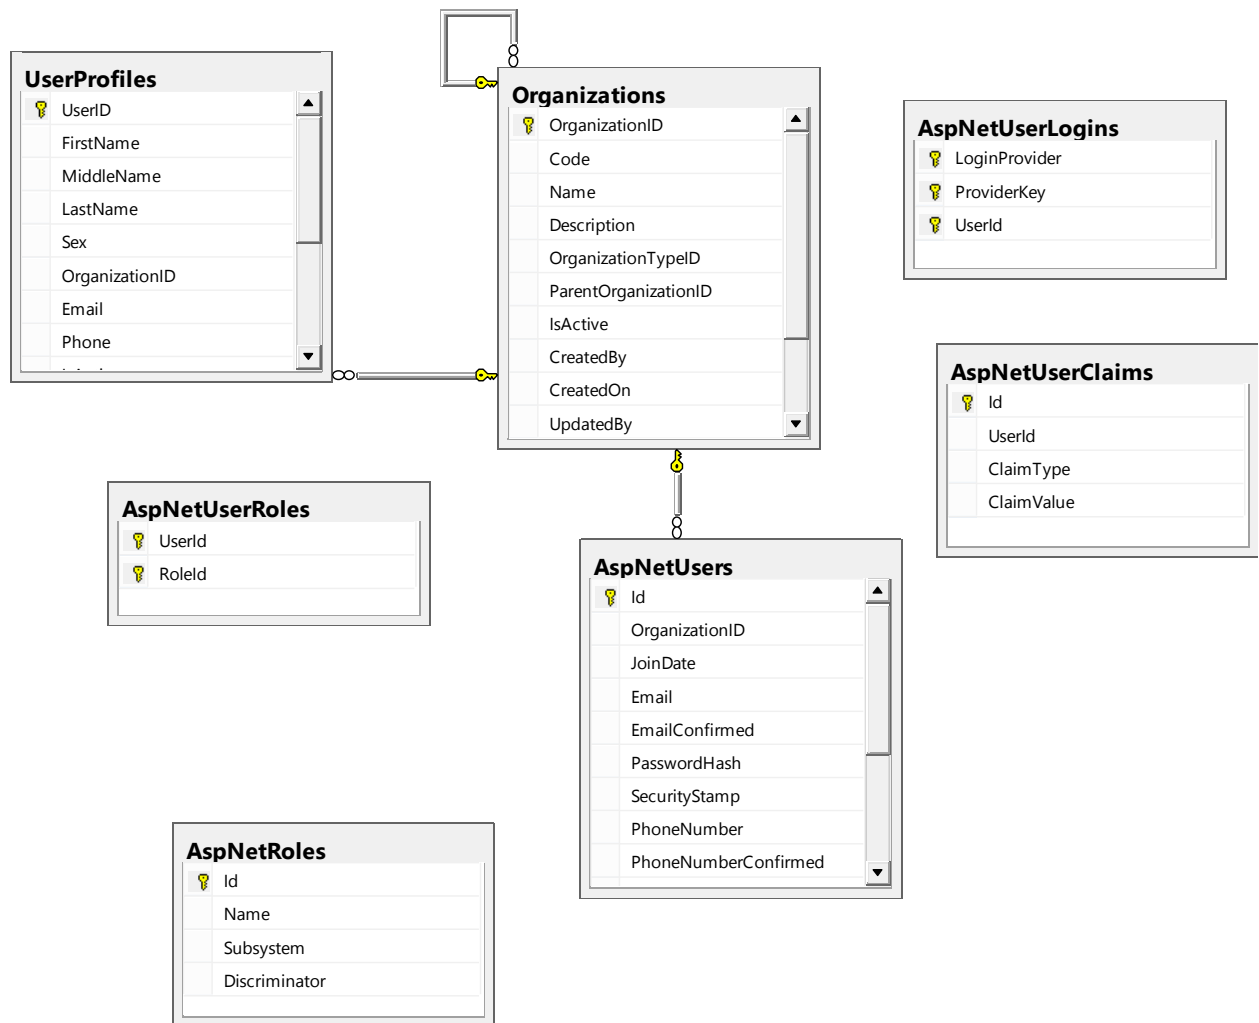 UserProfiles
UserID
FirstName
MiddleName
LastName
Sex
OrganizationID
Email
Phone
Organizations
OrganizationID
Code
Name
Description
OrganizationTypeID
ParentOrganizationID
IsActive
CreatedBy
CreatedOn
UpdatedBy
AspNetUserLogins
LoginProvider
ProviderKey
UserId
AspNetUserClaims
Id
UserId
ClaimType
ClaimValue
AspNetUserRoles
UserId
RoleId
AspNetUsers
Id
OrganizationID
JoinDate
Email
EmailConfirmed
PasswordHash
SecurityStamp
PhoneNumber
PhoneNumberConfirmed
AspNetRoles
Id
Name
Subsystem
Discriminator